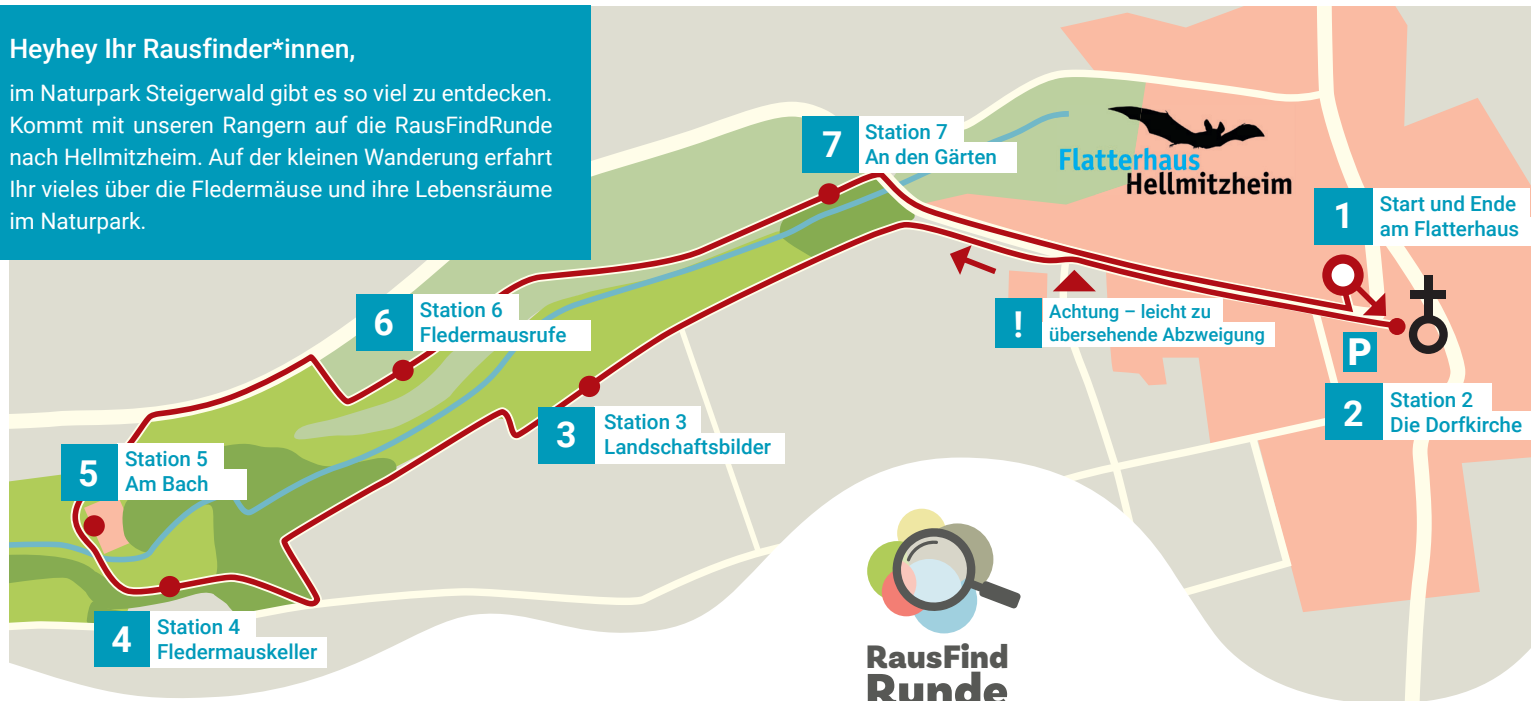 Heyhey Ihr Rausfinder*innen,
im Naturpark Steigerwald gibt es so viel zu entdecken.
Kommt mit unseren Rangern auf die RausFindRunde
nach Hellmitzheim. Auf der kleinen Wanderung erfahrt
Ihr vieles über die Fledermäuse und ihre Lebensräume
im Naturpark.
7
Station 7
An den Gärten
Flatterhaus
Hellmitzheim
1
Start und Ende
am Flatterhaus
6
Station 6
Fledermausrufe
!
Achtung – leicht zu
übersehende Abzweigung
P
2
Station 2
Die Dorfkirche
3
Station 3
Landschaftsbilder
5
Station 5
Am Bach
4
Station 4
Fledermauskeller
RausFind
Runde